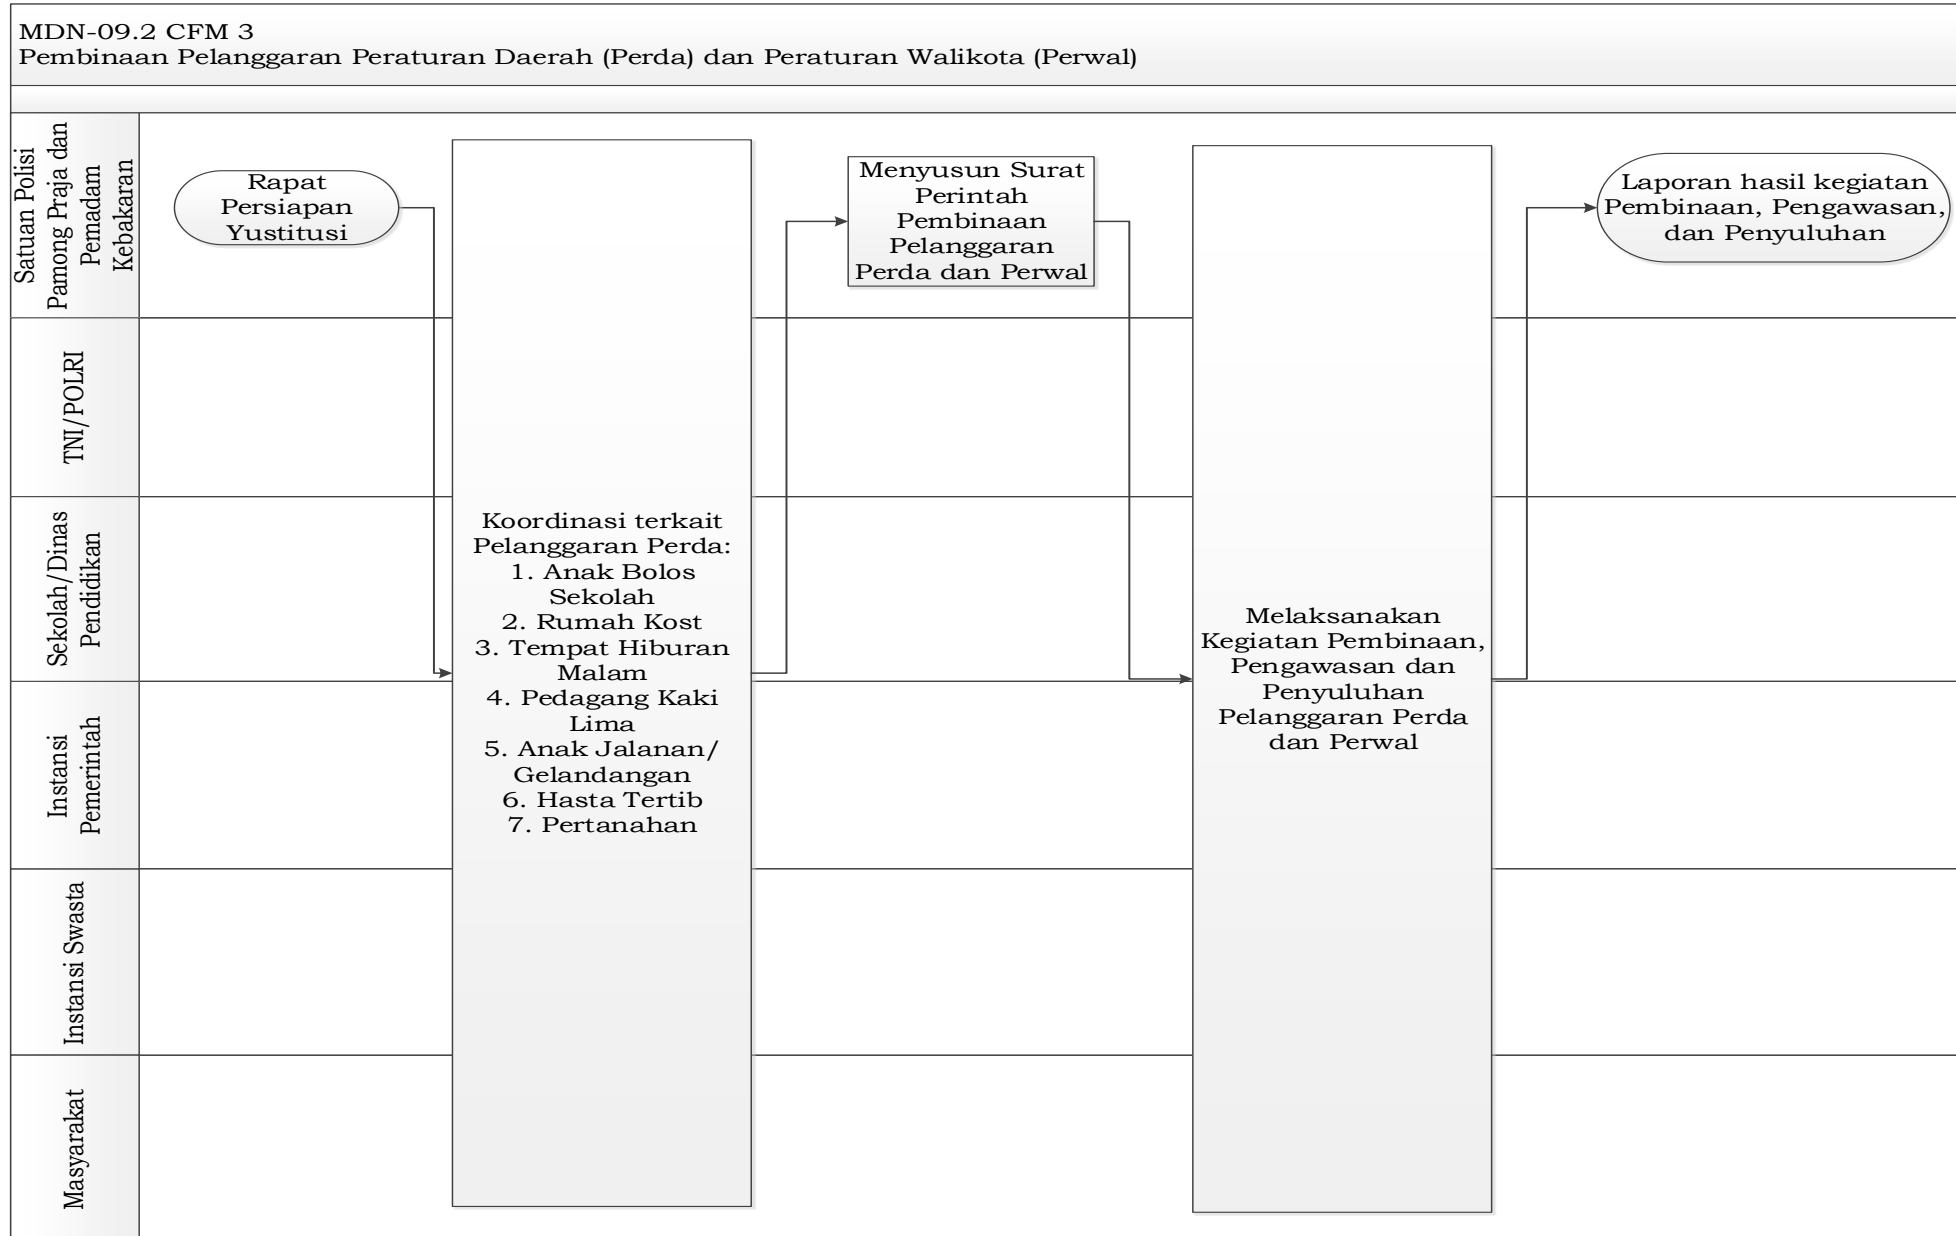 MDN-09.2 CFM 3
Pembinaan Pelanggaran Peraturan Daerah (Perda) dan Peraturan Walikota (Perwal)
Satuan Polisi
Pamong Praja dan
Pemadam
Kebakaran
Rapat
Persiapan
Yustitusi
Menyusun Surat
Perintah
Pembinaan
Pelanggaran
Perda dan Perwal
Laporan hasil kegiatan
Pembinaan, Pengawasan,
dan Penyuluhan
TNI/POLRI
Sekolah/Dinas
Pendidikan
Koordinasi terkait
Pelanggaran Perda:
1. Anak Bolos
Sekolah
2. Rumah Kost
3. Tempat Hiburan
Malam
4. Pedagang Kaki
Lima
5. Anak Jalanan/
Gelandangan
6. Hasta Tertib
7. Pertanahan
Melaksanakan
Kegiatan Pembinaan,
Pengawasan dan
Penyuluhan
Pelanggaran Perda
dan Perwal
Instansi
Pemerintah
Instansi Swasta
Masyarakat